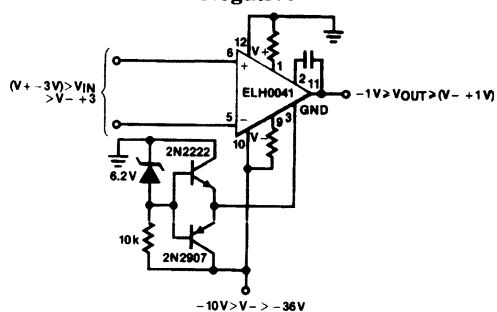 12
V+
6
+
1
2 11
(V+ −3V)>VIN
>V− +3
ELH0041
−1V ≥ VOUT ≥ (V− +1V)
GND
5
−
V−
9 3
10
2N2222
6.2V
10k
2N2907
−10V > V− > −36V